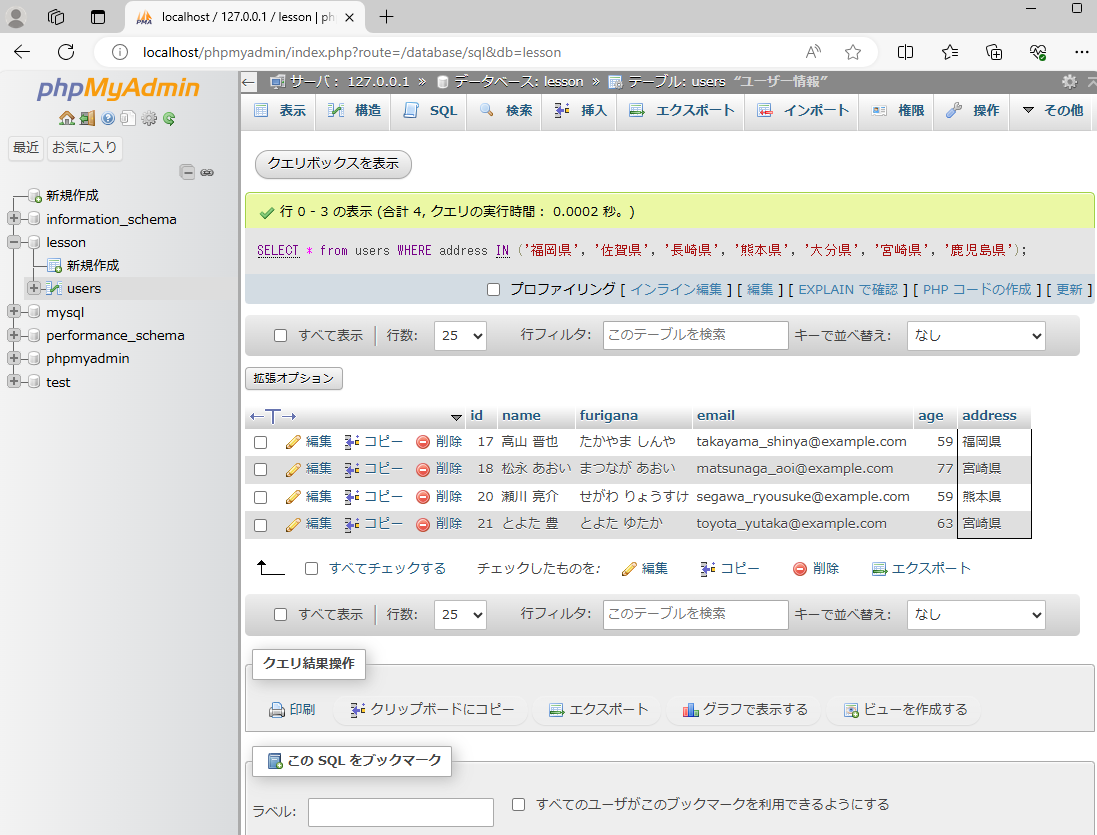 localhost / 127.0.0.1 / lesson | ph
localhost/phpmyadmin/index.php?route=/database/sql&db=lesson
phpMyAdmin
最近 お気に入り
新規作成
information_schema
lesson
新規作成
users
mysql
performance_schema
phpmyadmin
test
サーバ: 127.0.0.1 » データベース: lesson » テーブル: users “ユーザー情報”
表示 構造 SQL 検索 挿入 エクスポート インポート 権限 操作 その他
クエリボックスを表示
行 0 - 3 の表示 (合計 4, クエリの実行時間: 0.0002 秒。)
SELECT * from users WHERE address IN ('福岡県', '佐賀県', '長崎県', '熊本県', '大分県', '宮崎県', '鹿児島県');
プロファイリング [ インライン編集 ] [ 編集 ] [ EXPLAIN で確認 ] [ PHP コードの作成 ] [ 更新 ]
すべて表示 行数: 25 行フィルタ: このテーブルを検索 キーで並べ替え: なし
拡張オプション
←T→ id name furigana email age address
編集 コピー 削除 17 高山 晋也 たかやま しんや takayama_shinya@example.com 59 福岡県
編集 コピー 削除 18 松永 あおい まつなが あおい matsunaga_aoi@example.com 77 宮崎県
編集 コピー 削除 20 瀬川 亮介 せがわ りょうすけ segawa_ryousuke@example.com 59 熊本県
編集 コピー 削除 21 とよた 豊 とよた ゆたか toyota_yutaka@example.com 63 宮崎県
すべてチェックする チェックしたものを: 編集 コピー 削除 エクスポート
すべて表示 行数: 25 行フィルタ: このテーブルを検索 キーで並べ替え: なし
クエリ結果操作
印刷 クリップボードにコピー エクスポート グラフで表示する ビューを作成する
この SQL をブックマーク
ラベル: すべてのユーザがこのブックマークを利用できるようにする